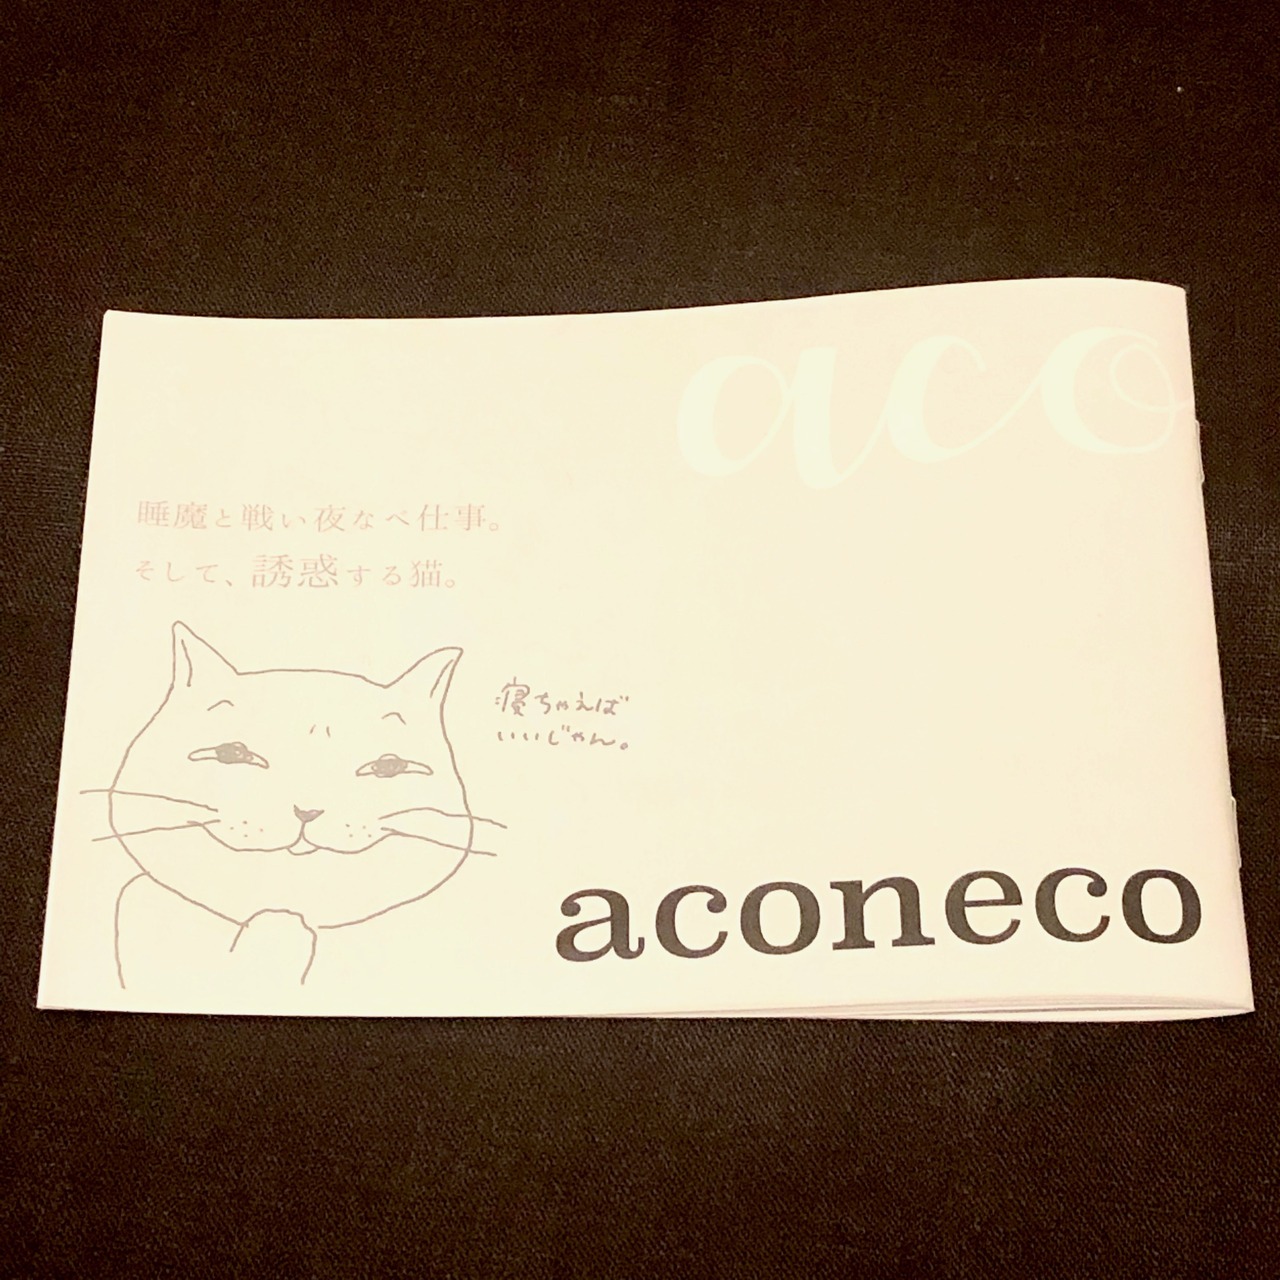 aco
睡魔と戦い夜なべ仕事。
そして、誘惑する猫。
寝ちゃえば
いいじゃん。
aconeco